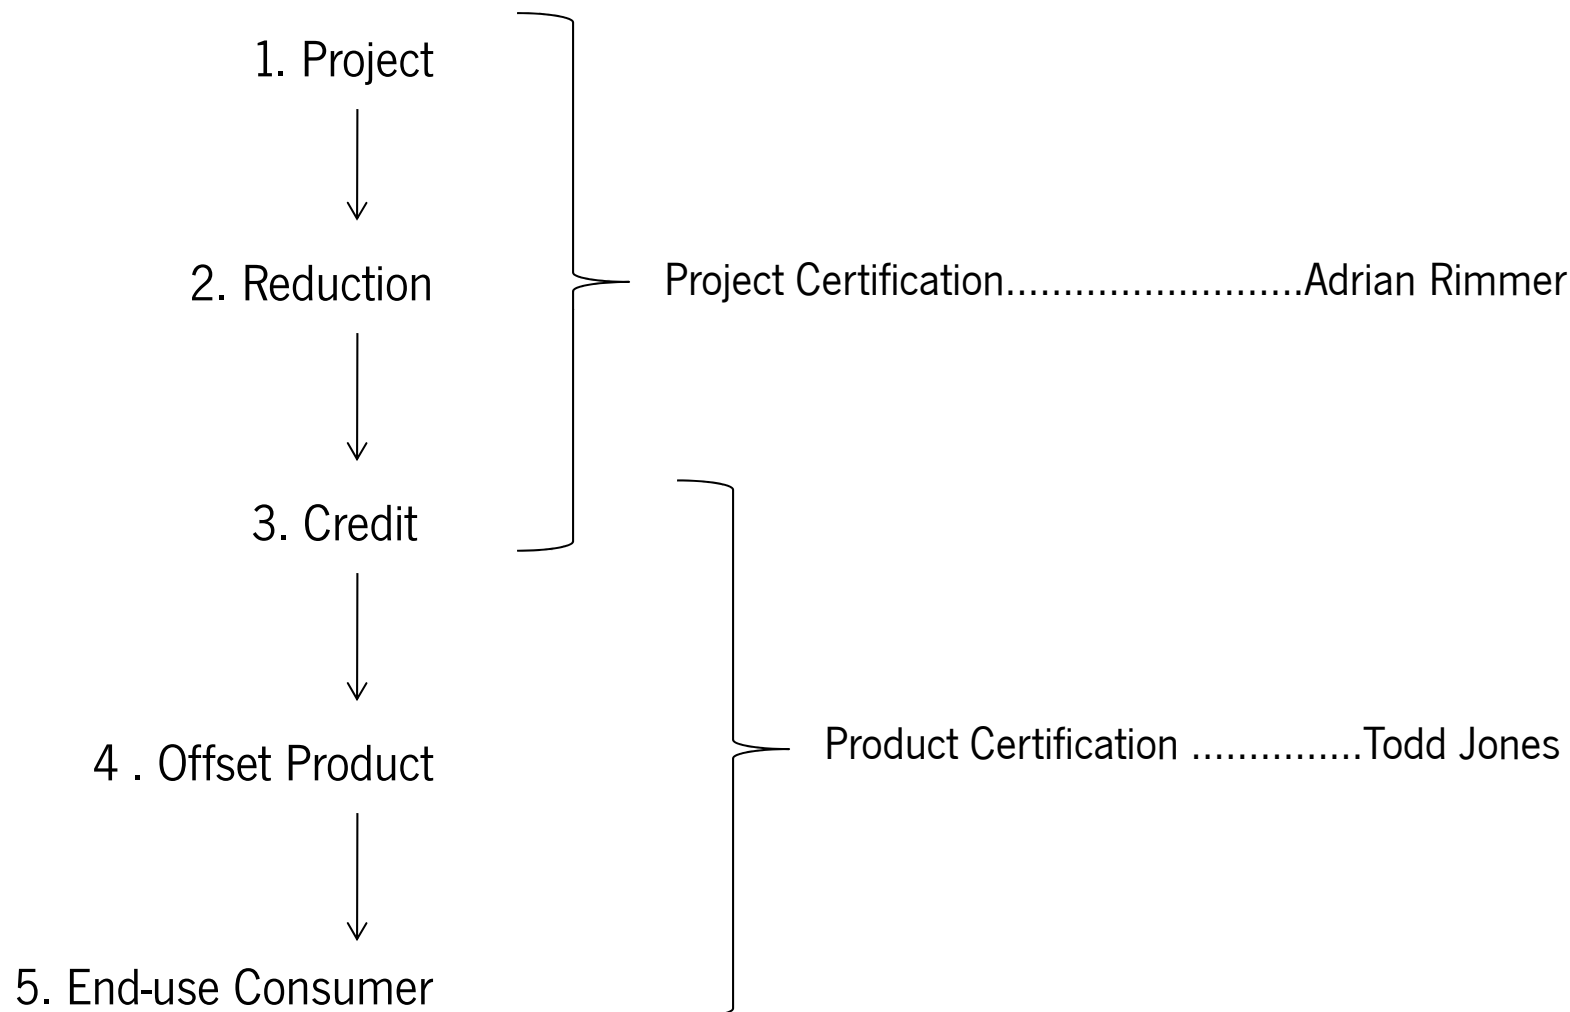 1. Project
2. Reduction
Project Certification..........................Adrian Rimmer
3. Credit
4 . Offset Product
Product Certification ...............Todd Jones
5. End-use Consumer